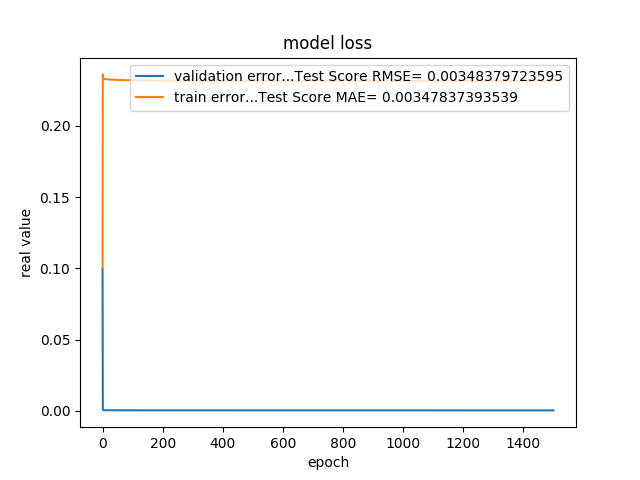 model loss
validation error...Test Score RMSE= 0.00348379723595
train error...Test Score MAE= 0.00347837393539
real value
0.20
0.15
0.10
0.05
0.00
0 200 400 600 800 1000 1200 1400
epoch